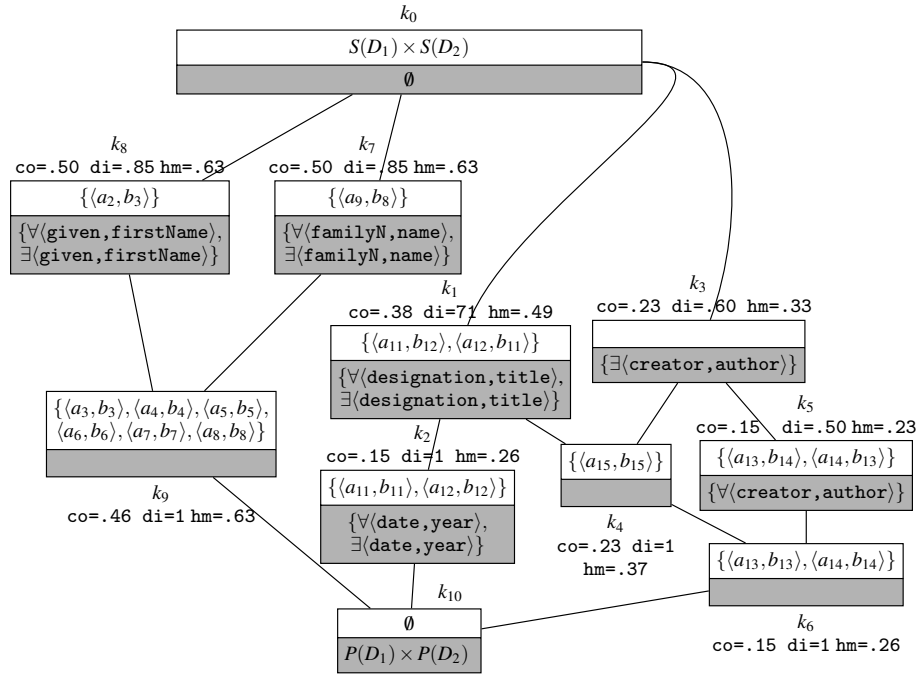 k₀
S(D₁) × S(D₂)
∅
k₈
co=.50 di=.85 hm=.63
{⟨a₂,b₃⟩}
{∀⟨given,firstName⟩,
∃⟨given,firstName⟩}
k₇
co=.50 di=.85 hm=.63
{⟨a₉,b₈⟩}
{∀⟨familyN,name⟩,
∃⟨familyN,name⟩}
k₁
co=.38 di=71 hm=.49
{⟨a₁₁,b₁₂⟩,⟨a₁₂,b₁₁⟩}
{∀⟨designation,title⟩,
∃⟨designation,title⟩}
k₃
co=.23 di=.60 hm=.33
{∃⟨creator,author⟩}
{⟨a₃,b₃⟩,⟨a₄,b₄⟩,⟨a₅,b₅⟩,
⟨a₆,b₆⟩,⟨a₇,b₇⟩,⟨a₈,b₈⟩}
k₉
co=.46 di=1 hm=.63
k₂
co=.15 di=1 hm=.26
{⟨a₁₁,b₁₁⟩,⟨a₁₂,b₁₂⟩}
{∀⟨date,year⟩,
∃⟨date,year⟩}
{⟨a₁₅,b₁₅⟩}
k₄
co=.23 di=1
hm=.37
k₅
co=.15 di=.50 hm=.23
{⟨a₁₃,b₁₄⟩,⟨a₁₄,b₁₃⟩}
{∀⟨creator,author⟩}
{⟨a₁₃,b₁₃⟩,⟨a₁₄,b₁₄⟩}
k₆
co=.15 di=1 hm=.26
k₁₀
∅
P(D₁) × P(D₂)